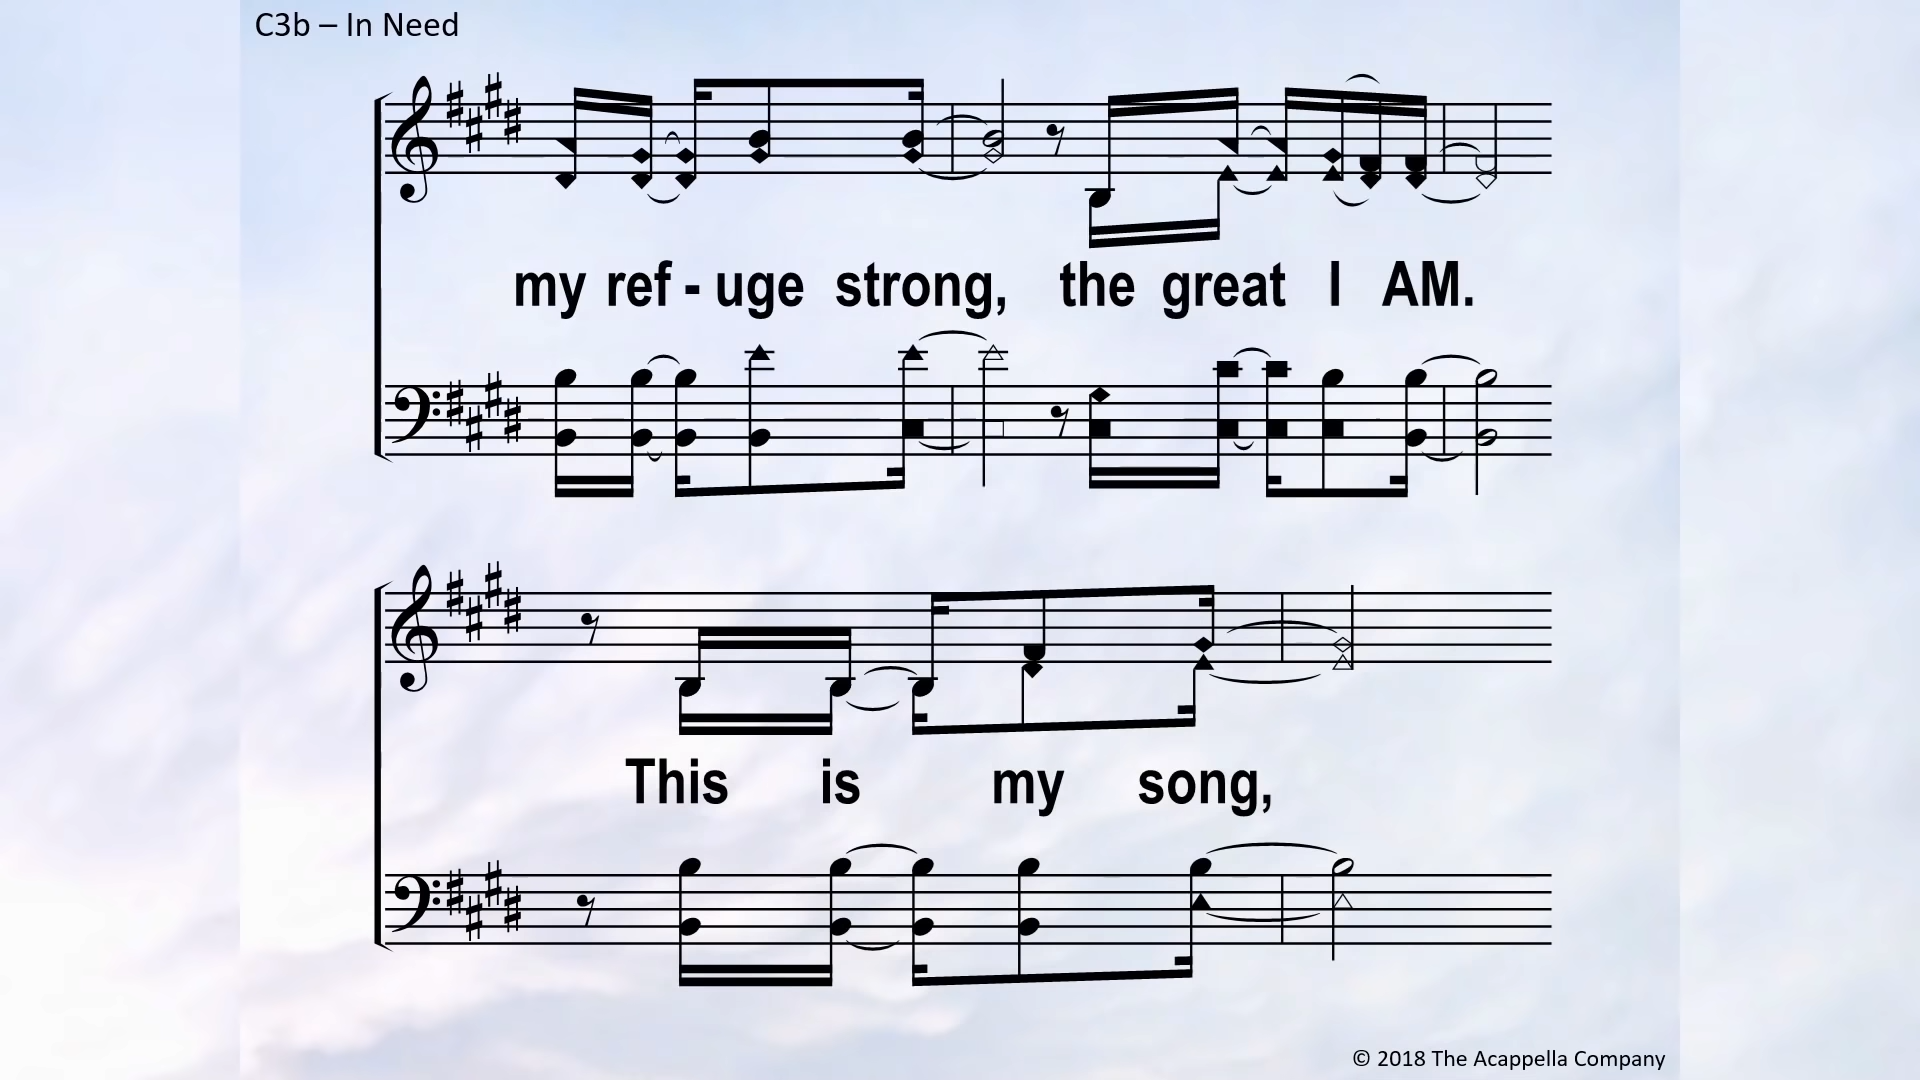 C3b – In Need
my ref - uge strong, the great I AM.
This is my song,
© 2018 The Acappella Company